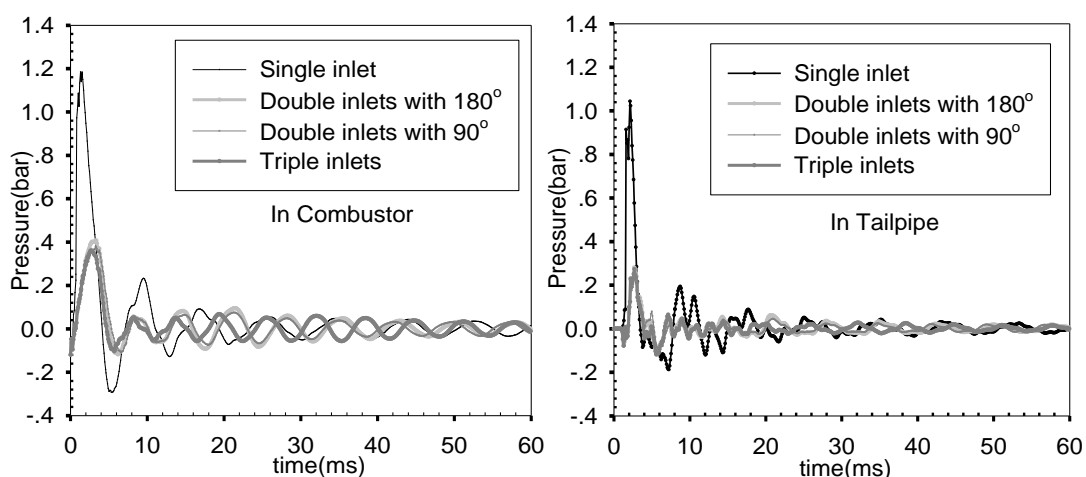 1.4
1.2
1.0
.8
.6
.4
.2
0.0
-.2
-.4
Pressure(bar)
Single inlet
Double inlets with 180°
Double inlets with 90°
Triple inlets
In Combustor
0 10 20 30 40 50 60
time(ms)
1.4
1.2
1.0
.8
.6
.4
.2
0.0
-.2
-.4
Pressure(bar)
Single inlet
Double inlets with 180°
Double inlets with 90°
Triple inlets
In Tailpipe
0 10 20 30 40 50 60
time(ms)